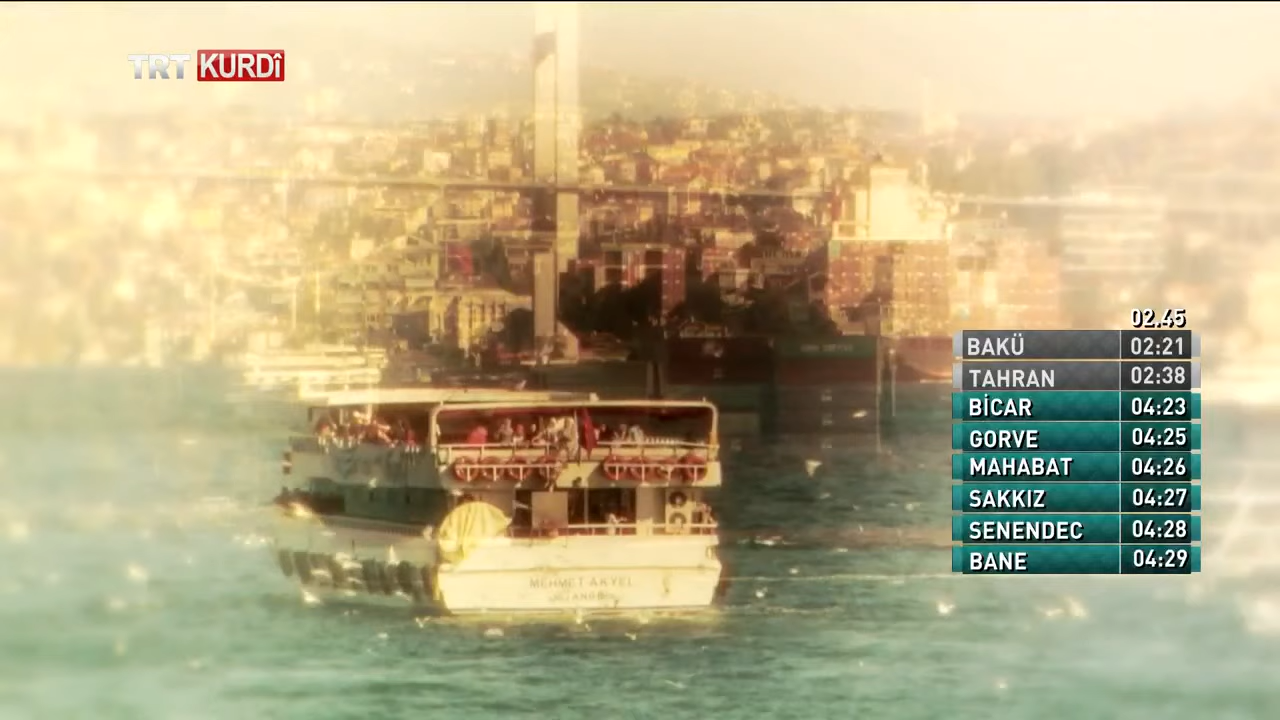 TRT KURDÎ
02.45
BAKÜ 02:21
TAHRAN 02:38
BİCAR 04:23
GORVE 04:25
MAHABAT 04:26
SAKKIZ 04:27
SENENDEC 04:28
BANE 04:29
MEHMET AKYEL